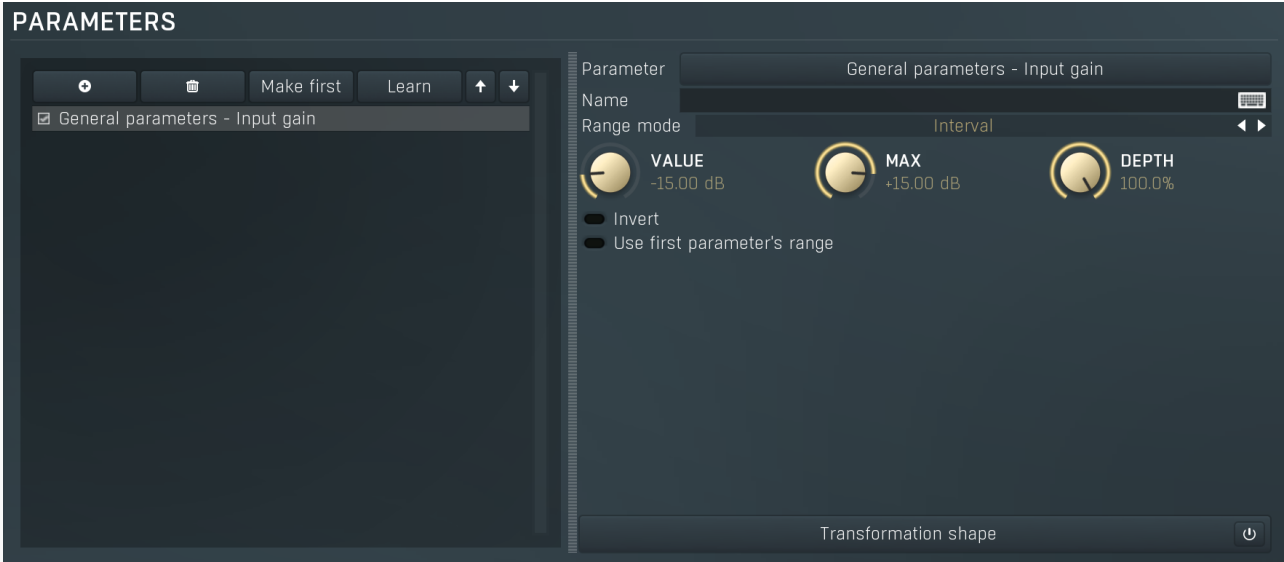 PARAMETERS
Make first Learn
General parameters - Input gain
Parameter General parameters - Input gain
Name
Range mode Interval
VALUE MAX DEPTH
-15.00 dB +15.00 dB 100.0%
Invert
Use first parameter's range
Transformation shape